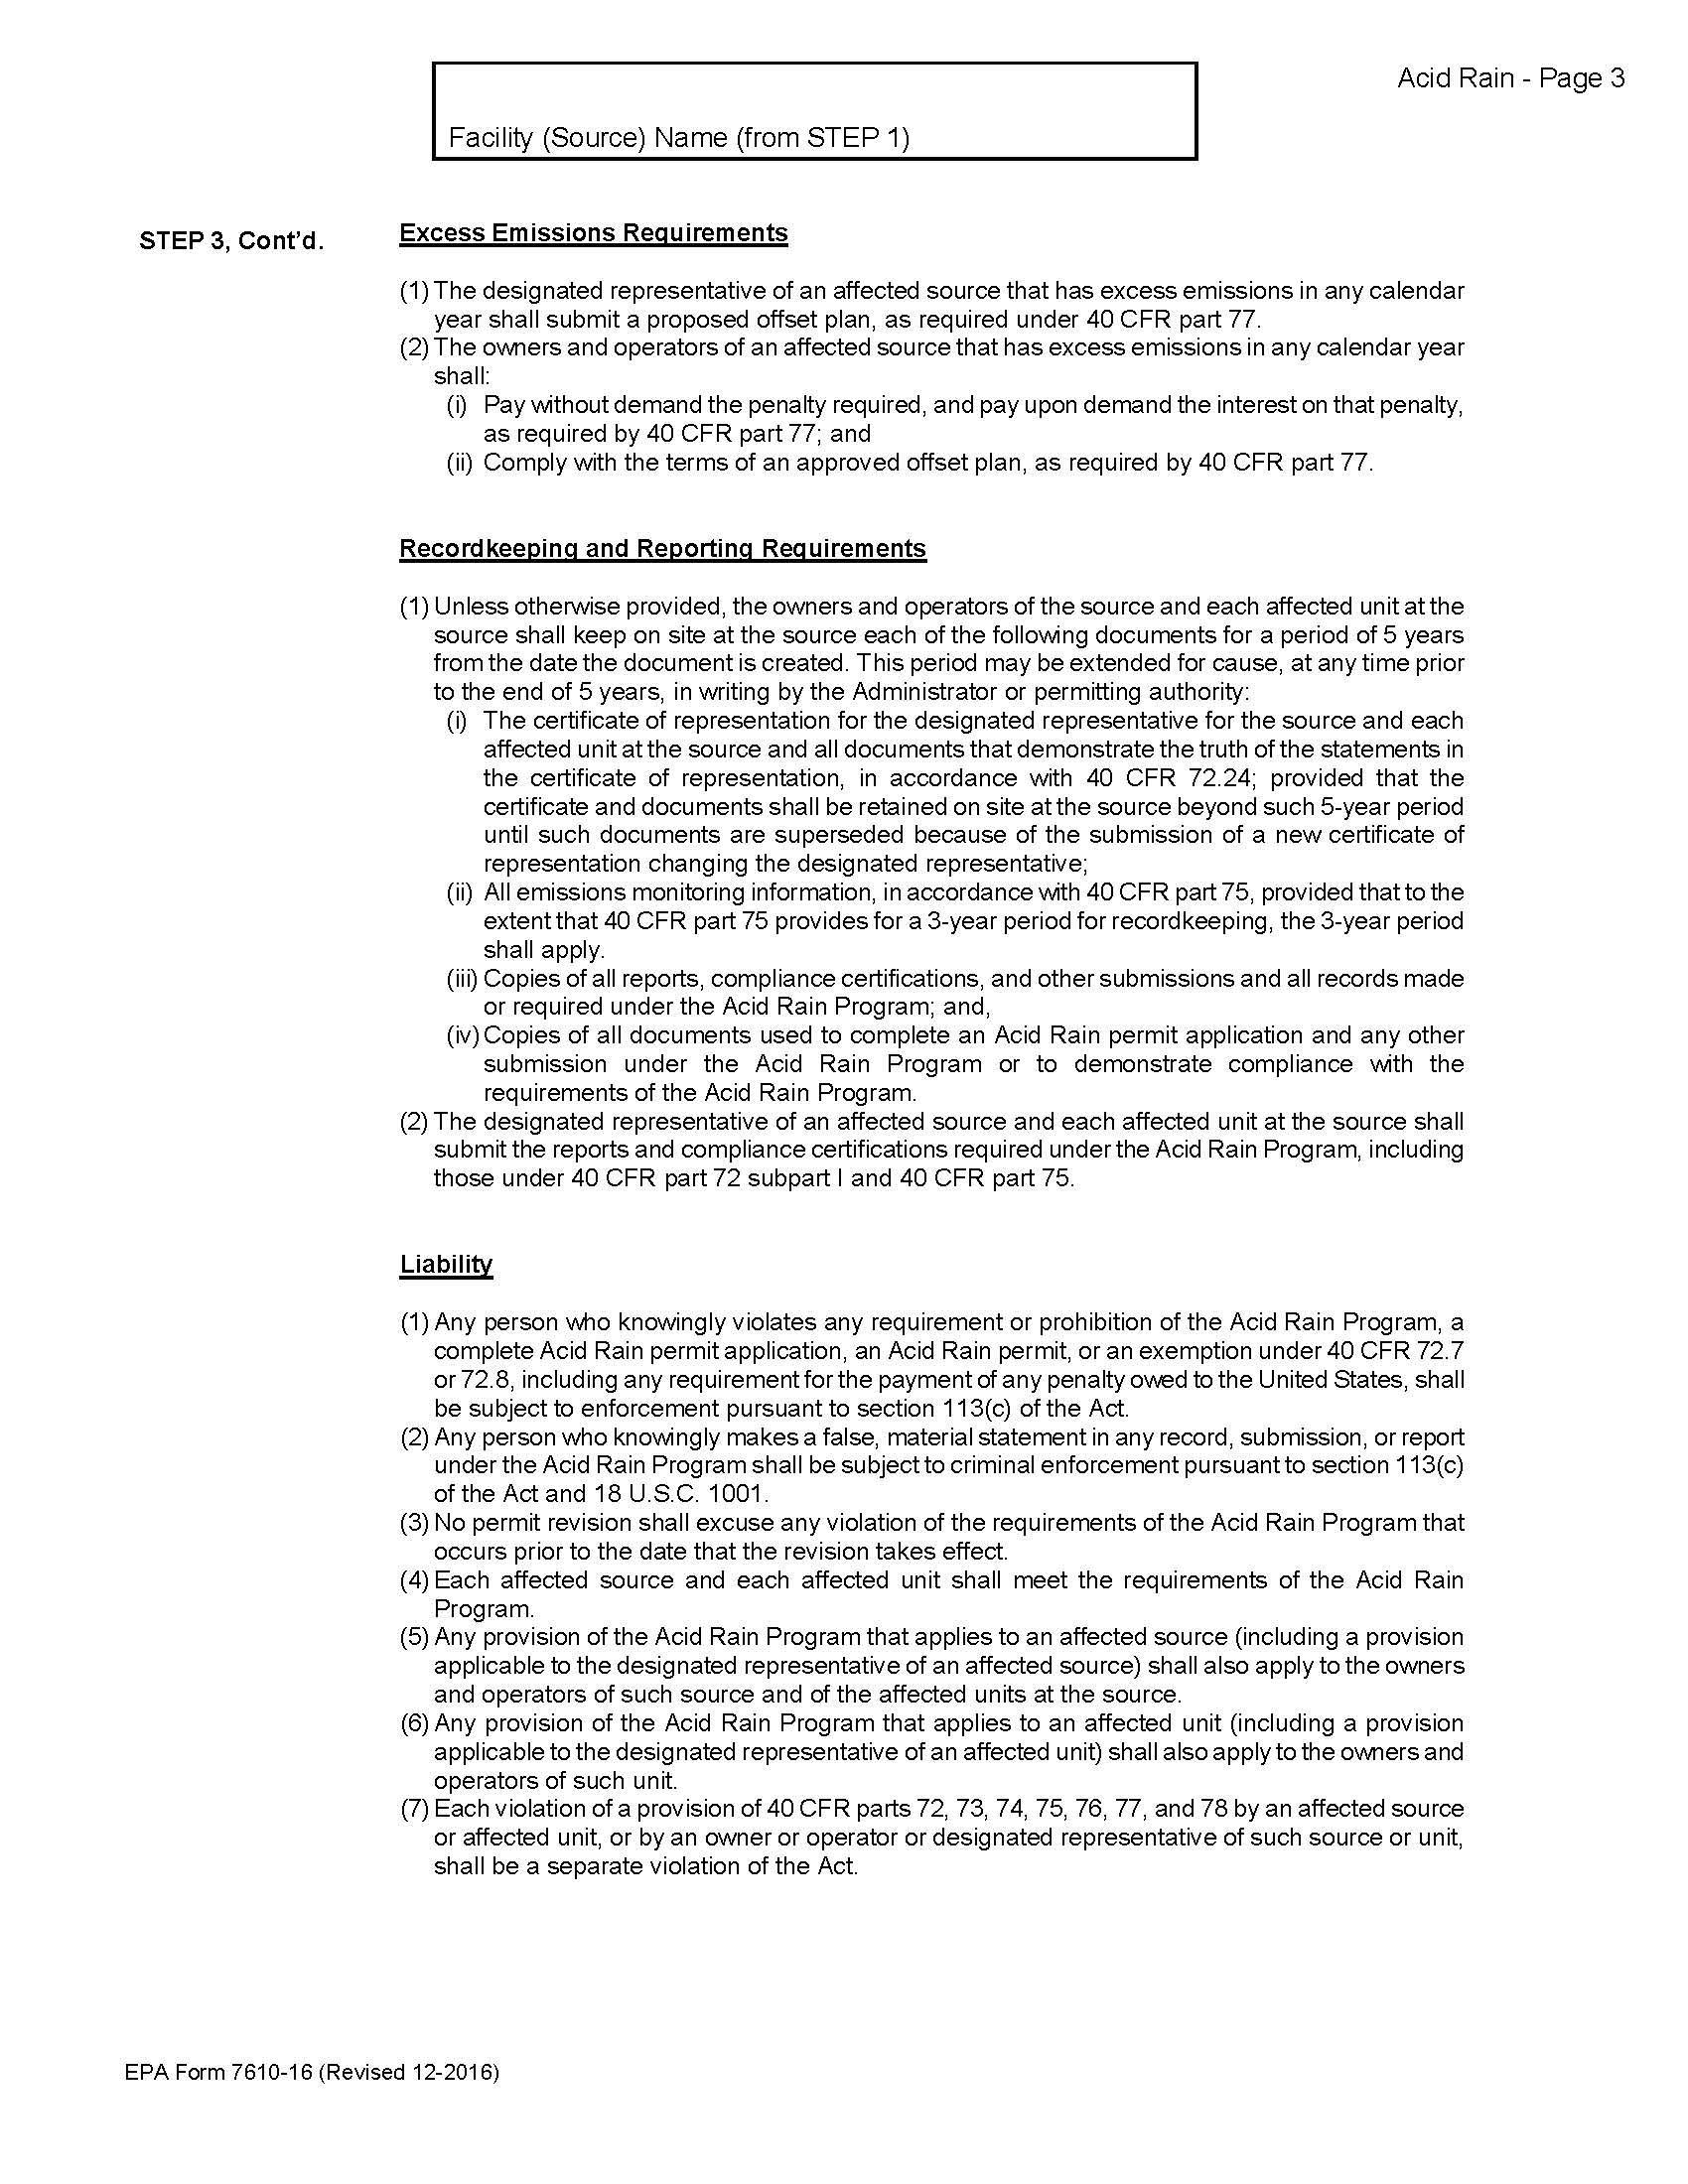 Acid Rain - Page 3
Facility (Source) Name (from STEP 1)
STEP 3, Cont’d.
Excess Emissions Requirements
(1) The designated representative of an affected source that has excess emissions in any calendar
year shall submit a proposed offset plan, as required under 40 CFR part 77.
(2) The owners and operators of an affected source that has excess emissions in any calendar year
shall:
(i) Pay without demand the penalty required, and pay upon demand the interest on that penalty,
as required by 40 CFR part 77; and
(ii) Comply with the terms of an approved offset plan, as required by 40 CFR part 77.
Recordkeeping and Reporting Requirements
(1) Unless otherwise provided, the owners and operators of the source and each affected unit at the
source shall keep on site at the source each of the following documents for a period of 5 years
from the date the document is created. This period may be extended for cause, at any time prior
to the end of 5 years, in writing by the Administrator or permitting authority:
(i) The certificate of representation for the designated representative for the source and each
affected unit at the source and all documents that demonstrate the truth of the statements in
the certificate of representation, in accordance with 40 CFR 72.24; provided that the
certificate and documents shall be retained on site at the source beyond such 5-year period
until such documents are superseded because of the submission of a new certificate of
representation changing the designated representative;
(ii) All emissions monitoring information, in accordance with 40 CFR part 75, provided that to the
extent that 40 CFR part 75 provides for a 3-year period for recordkeeping, the 3-year period
shall apply.
(iii) Copies of all reports, compliance certifications, and other submissions and all records made
or required under the Acid Rain Program; and,
(iv) Copies of all documents used to complete an Acid Rain permit application and any other
submission under the Acid Rain Program or to demonstrate compliance with the
requirements of the Acid Rain Program.
(2) The designated representative of an affected source and each affected unit at the source shall
submit the reports and compliance certifications required under the Acid Rain Program, including
those under 40 CFR part 72 subpart I and 40 CFR part 75.
Liability
(1) Any person who knowingly violates any requirement or prohibition of the Acid Rain Program, a
complete Acid Rain permit application, an Acid Rain permit, or an exemption under 40 CFR 72.7
or 72.8, including any requirement for the payment of any penalty owed to the United States, shall
be subject to enforcement pursuant to section 113(c) of the Act.
(2) Any person who knowingly makes a false, material statement in any record, submission, or report
under the Acid Rain Program shall be subject to criminal enforcement pursuant to section 113(c)
of the Act and 18 U.S.C. 1001.
(3) No permit revision shall excuse any violation of the requirements of the Acid Rain Program that
occurs prior to the date that the revision takes effect.
(4) Each affected source and each affected unit shall meet the requirements of the Acid Rain
Program.
(5) Any provision of the Acid Rain Program that applies to an affected source (including a provision
applicable to the designated representative of an affected source) shall also apply to the owners
and operators of such source and of the affected units at the source.
(6) Any provision of the Acid Rain Program that applies to an affected unit (including a provision
applicable to the designated representative of an affected unit) shall also apply to the owners and
operators of such unit.
(7) Each violation of a provision of 40 CFR parts 72, 73, 74, 75, 76, 77, and 78 by an affected source
or affected unit, or by an owner or operator or designated representative of such source or unit,
shall be a separate violation of the Act.
EPA Form 7610-16 (Revised 12-2016)